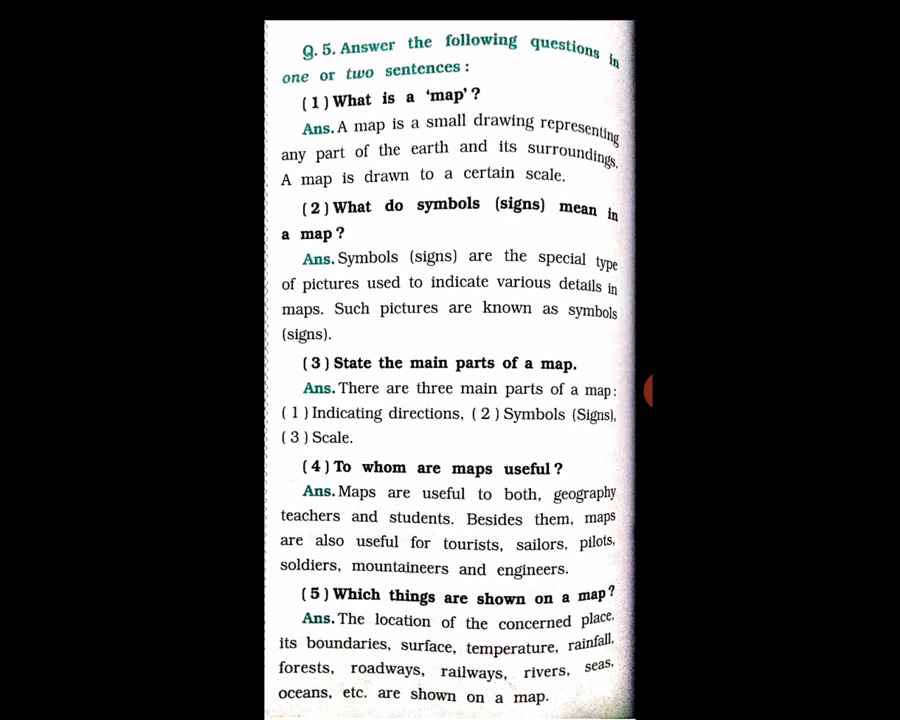 Q. 5. Answer the following questions in
one or two sentences :
( 1 ) What is a ‘map’ ?
Ans. A map is a small drawing representing
any part of the earth and its surroundings.
A map is drawn to a certain scale.
( 2 ) What do symbols (signs) mean in
a map ?
Ans. Symbols (signs) are the special type
of pictures used to indicate various details in
maps. Such pictures are known as symbols
(signs).
( 3 ) State the main parts of a map.
Ans. There are three main parts of a map :
( 1 ) Indicating directions, ( 2 ) Symbols (Signs),
( 3 ) Scale.
( 4 ) To whom are maps useful ?
Ans. Maps are useful to both, geography
teachers and students. Besides them, maps
are also useful for tourists, sailors, pilots,
soldiers, mountaineers and engineers.
( 5 ) Which things are shown on a map ?
Ans. The location of the concerned place,
its boundaries, surface, temperature, rainfall,
forests, roadways, railways, rivers, seas,
oceans, etc. are shown on a map.